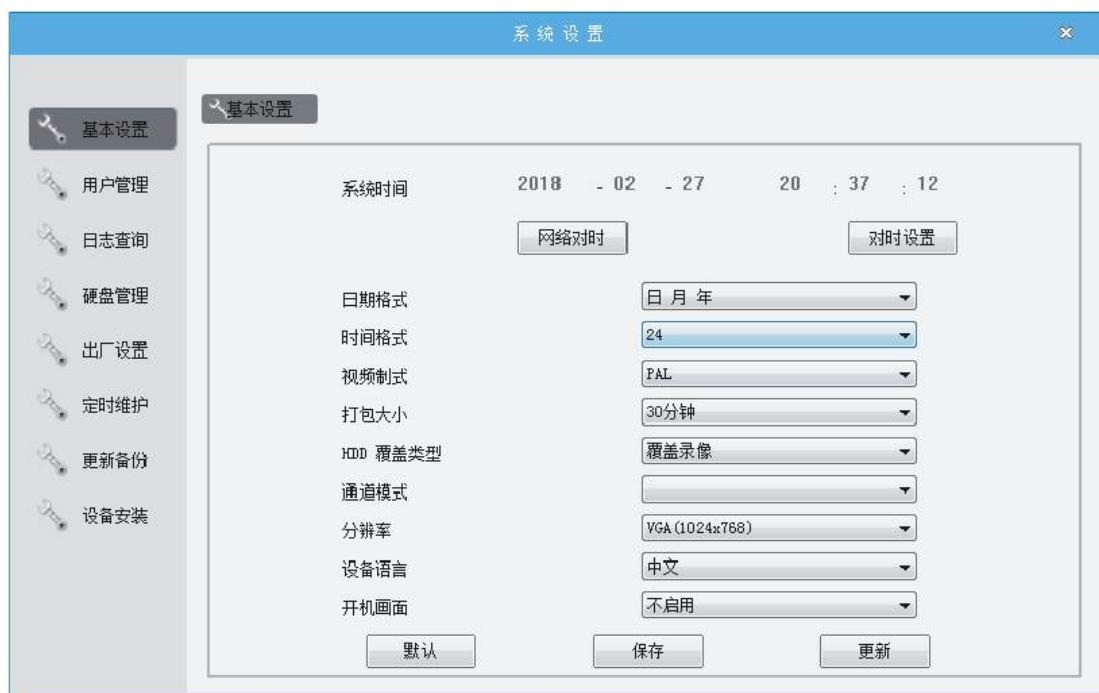 系统设置
基本设置
用户管理
日志查询
硬盘管理
出厂设置
定时维护
更新备份
设备安装
基本设置
系统时间 2018 - 02 - 27 20 : 37 : 12
网络对时 对时设置
日期格式 日 月 年
时间格式 24
视频制式 PAL
打包大小 30分钟
HDD 覆盖类型 覆盖录像
通道模式
分辨率 VGA(1024x768)
设备语言 中文
开机画面 不启用
默认 保存 更新